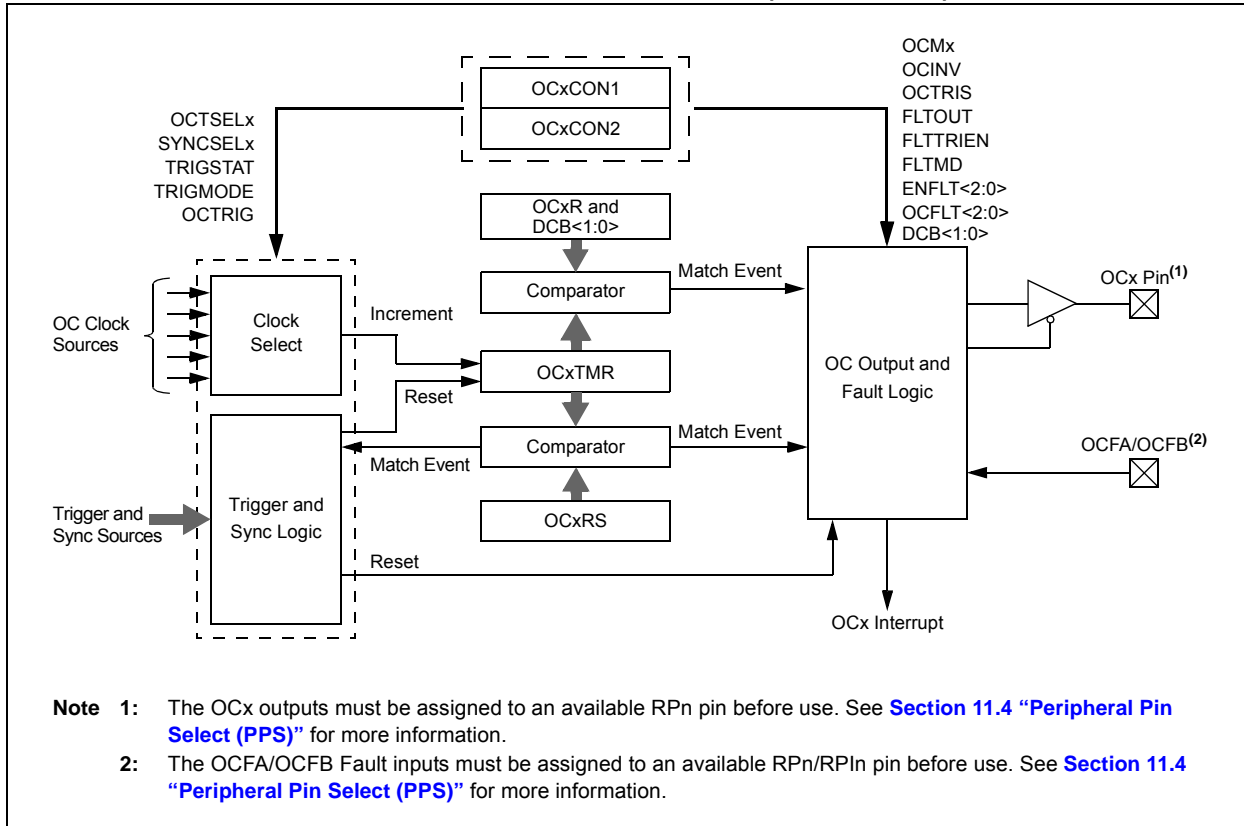 OCxCON1
OCxCON2
OCTSELx
SYNCSELx
TRIGSTAT
TRIGMODE
OCTRIG
OCMx
OCINV
OCTRIS
FLTOUT
FLTTRIEN
FLTMD
ENFLT<2:0>
OCFLT<2:0>
DCB<1:0>
OCxR and
DCB<1:0>
Comparator
Match Event
OC Clock
Sources
Clock
Select
Increment
OCxTMR
Reset
OC Output and
Fault Logic
OCx Pin(1)
Comparator
Match Event
Match Event
OCFA/OCFB(2)
Trigger and
Sync Sources
Trigger and
Sync Logic
OCxRS
Reset
OCx Interrupt
Note 1: The OCx outputs must be assigned to an available RPn pin before use. See Section 11.4 “Peripheral Pin
Select (PPS)” for more information.
2: The OCFA/OCFB Fault inputs must be assigned to an available RPn/RPIn pin before use. See Section 11.4
“Peripheral Pin Select (PPS)” for more information.